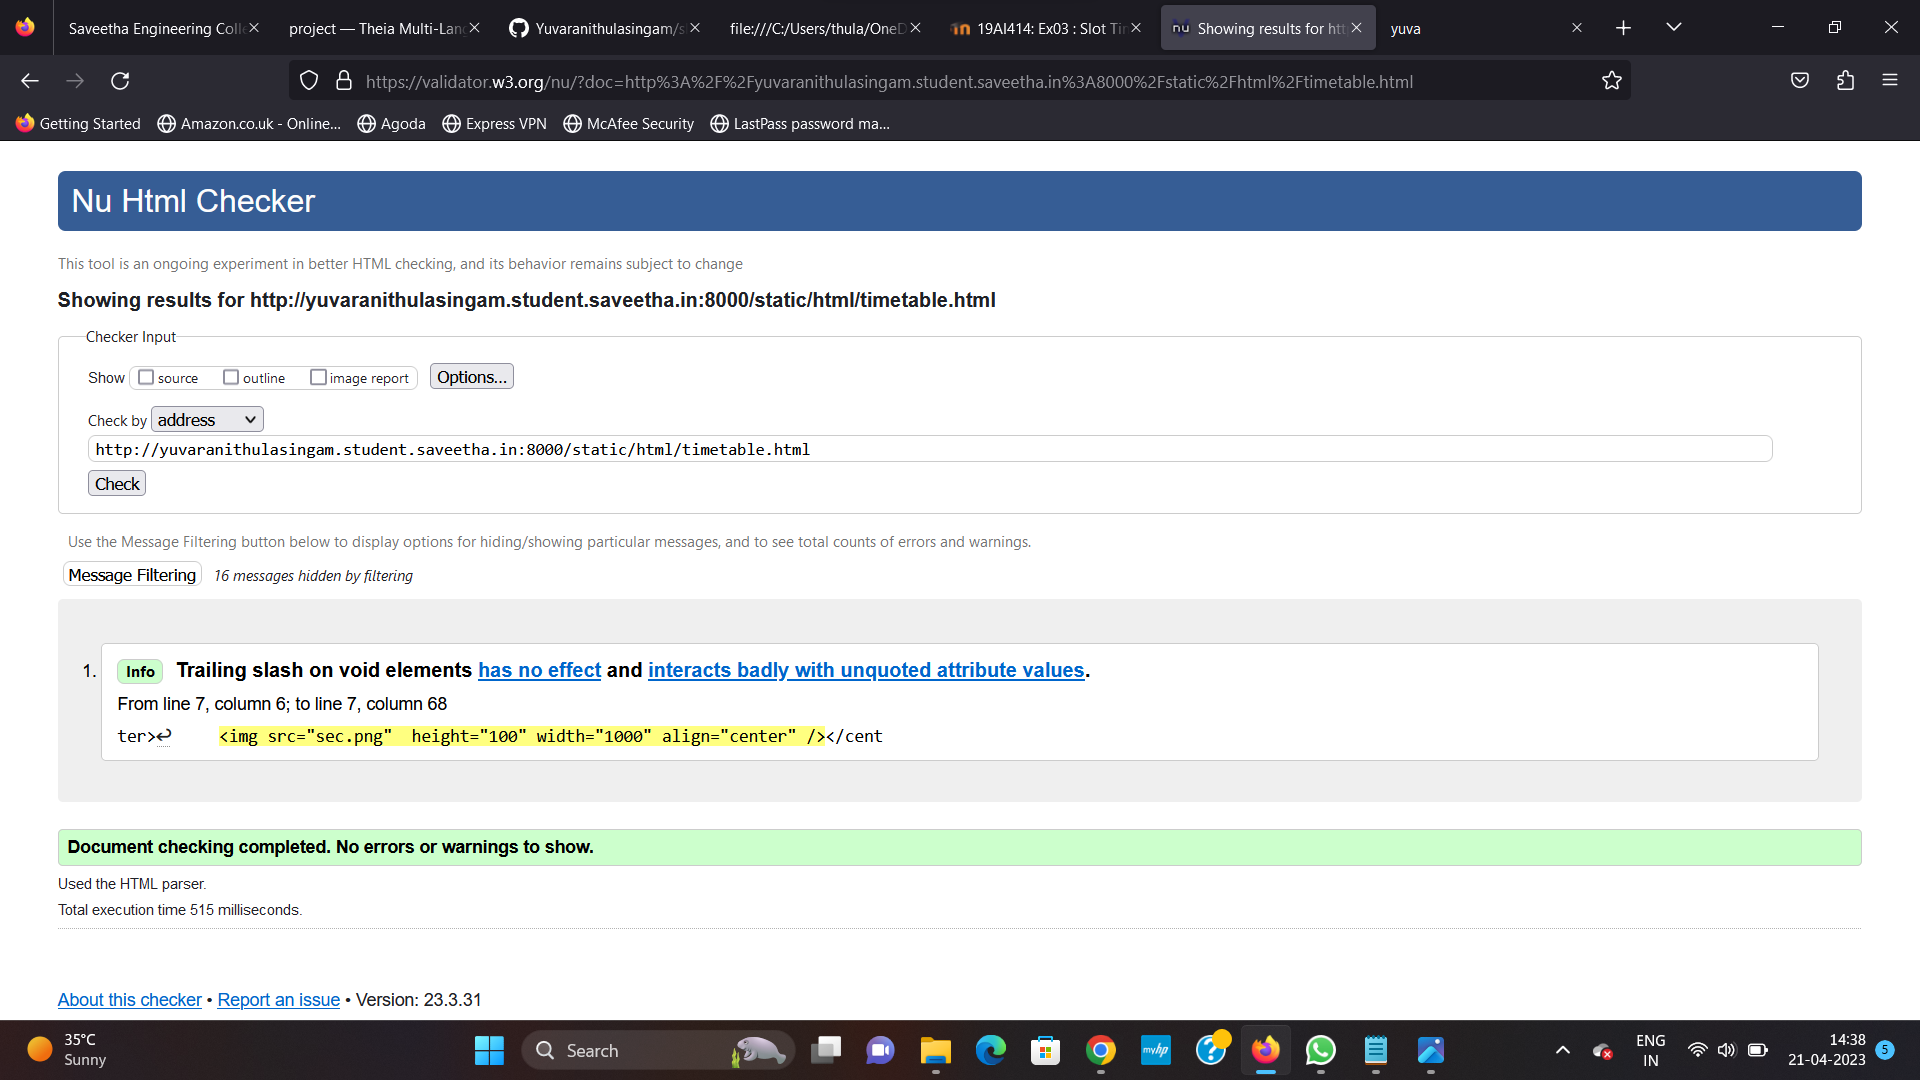 Saveetha Engineering Coll
project — Theia Multi-Lan
Yuvaranithulasingam/s
file:///C:/Users/thula/OneD
19AI414: Ex03 : Slot Ti
nu Showing results for htt
yuva
https://validator.w3.org/nu/?doc=http%3A%2F%2Fyuvaranithulasingam.student.saveetha.in%3A8000%2Fstatic%2Fhtml%2Ftimetable.html
Getting Started
Amazon.co.uk - Online...
Agoda
Express VPN
McAfee Security
LastPass password ma...
Nu Html Checker
This tool is an ongoing experiment in better HTML checking, and its behavior remains subject to change
Showing results for http://yuvaranithulasingam.student.saveetha.in:8000/static/html/timetable.html
Checker Input
Show source outline image report Options...
Check by address
http://yuvaranithulasingam.student.saveetha.in:8000/static/html/timetable.html
Check
Use the Message Filtering button below to display options for hiding/showing particular messages, and to see total counts of errors and warnings.
Message Filtering 16 messages hidden by filtering
1. Info Trailing slash on void elements has no effect and interacts badly with unquoted attribute values.
From line 7, column 6; to line 7, column 68
ter>↩ <img src="sec.png"  height="100" width="1000" align="center" /></cent
Document checking completed. No errors or warnings to show.
Used the HTML parser.
Total execution time 515 milliseconds.
About this checker • Report an issue • Version: 23.3.31
35°C
Sunny
Search
myhp
ENG
IN
14:38
21-04-2023
5